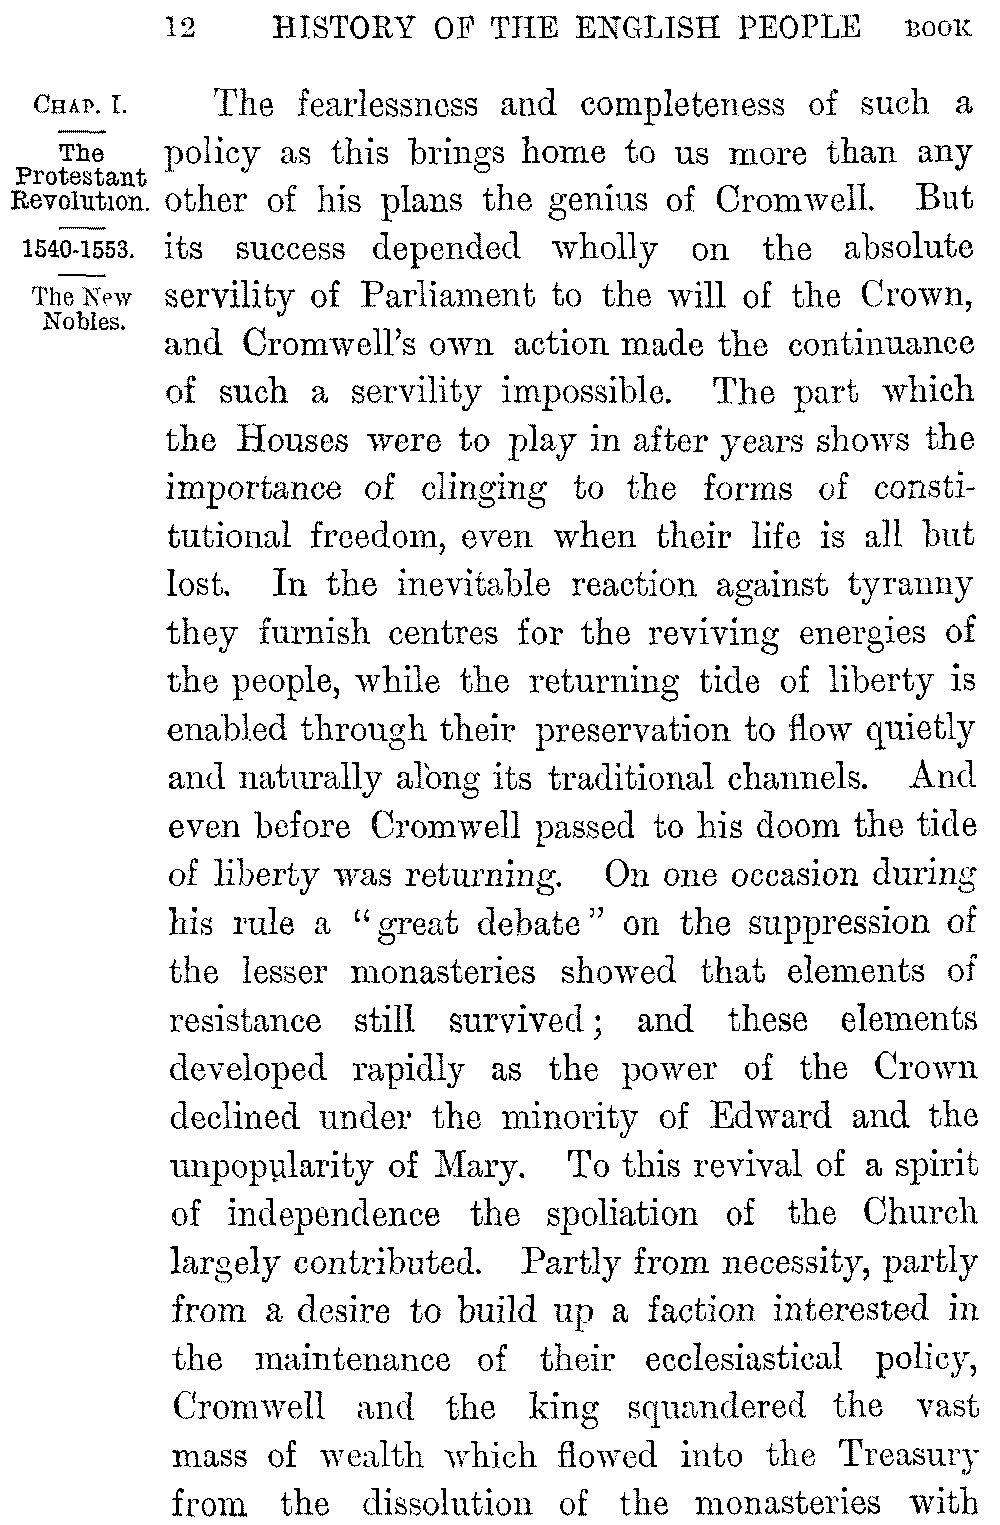 12 HISTORY OF THE ENGLISH PEOPLE BOOK
CHAP. I.
The
Protestant
Revolution.
1540-1553.
The New
Nobles.
The fearlessness and completeness of such a
policy as this brings home to us more than any
other of his plans the genius of Cromwell. But
its success depended wholly on the absolute
servility of Parliament to the will of the Crown,
and Cromwell's own action made the continuance
of such a servility impossible. The part which
the Houses were to play in after years shows the
importance of clinging to the forms of consti-
tutional freedom, even when their life is all but
lost. In the inevitable reaction against tyranny
they furnish centres for the reviving energies of
the people, while the returning tide of liberty is
enabled through their preservation to flow quietly
and naturally along its traditional channels. And
even before Cromwell passed to his doom the tide
of liberty was returning. On one occasion during
his rule a "great debate" on the suppression of
the lesser monasteries showed that elements of
resistance still survived; and these elements
developed rapidly as the power of the Crown
declined under the minority of Edward and the
unpopularity of Mary. To this revival of a spirit
of independence the spoliation of the Church
largely contributed. Partly from necessity, partly
from a desire to build up a faction interested in
the maintenance of their ecclesiastical policy,
Cromwell and the king squandered the vast
mass of wealth which flowed into the Treasury
from the dissolution of the monasteries with